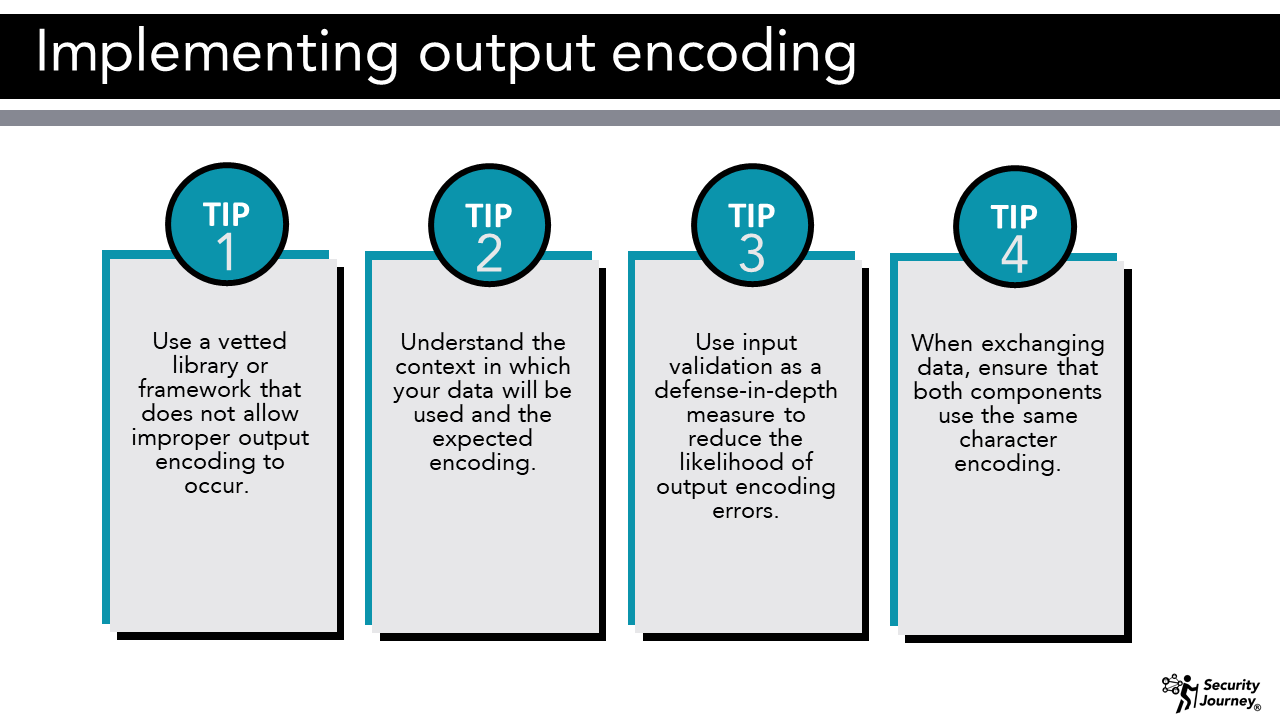 Implementing output encoding
TIP
1
Use a vetted
library or
framework that
does not allow
improper output
encoding to
occur.
TIP
2
Understand the
context in which
your data will be
used and the
expected
encoding.
TIP
3
Use input
validation as a
defense-in-depth
measure to
reduce the
likelihood of
output encoding
errors.
TIP
4
When exchanging
data, ensure that
both components
use the same
character
encoding.
Security
Journey®